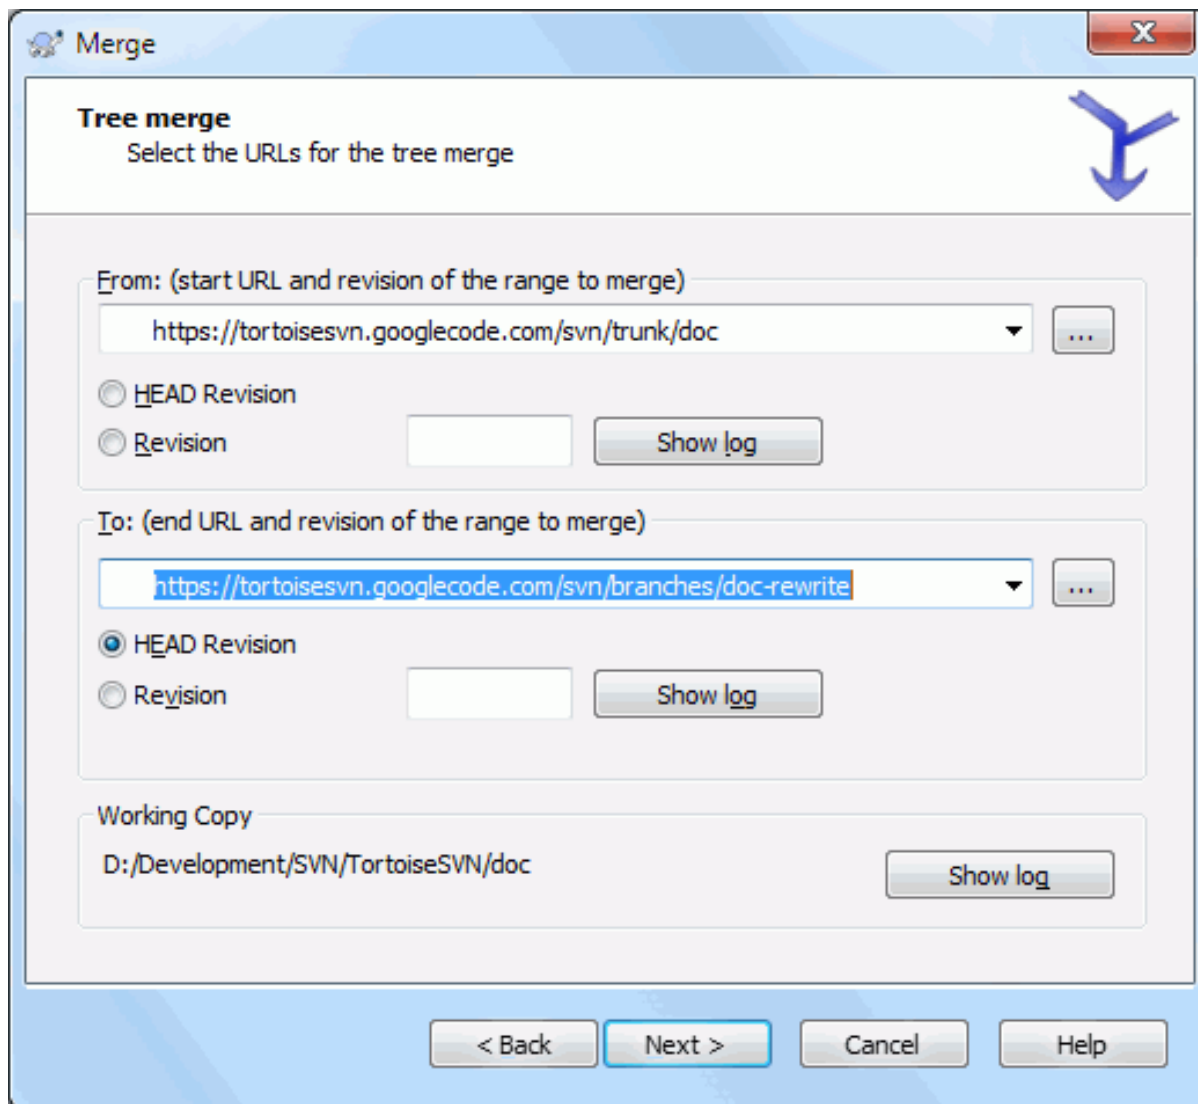 Merge
Tree merge
Select the URLs for the tree merge
From: (start URL and revision of the range to merge)
https://tortoisesvn.googlecode.com/svn/trunk/doc
...
HEAD Revision
Revision
Show log
To: (end URL and revision of the range to merge)
https://tortoisesvn.googlecode.com/svn/branches/doc-rewrite
...
HEAD Revision
Revision
Show log
Working Copy
D:/Development/SVN/TortoiseSVN/doc
Show log
< Back
Next >
Cancel
Help